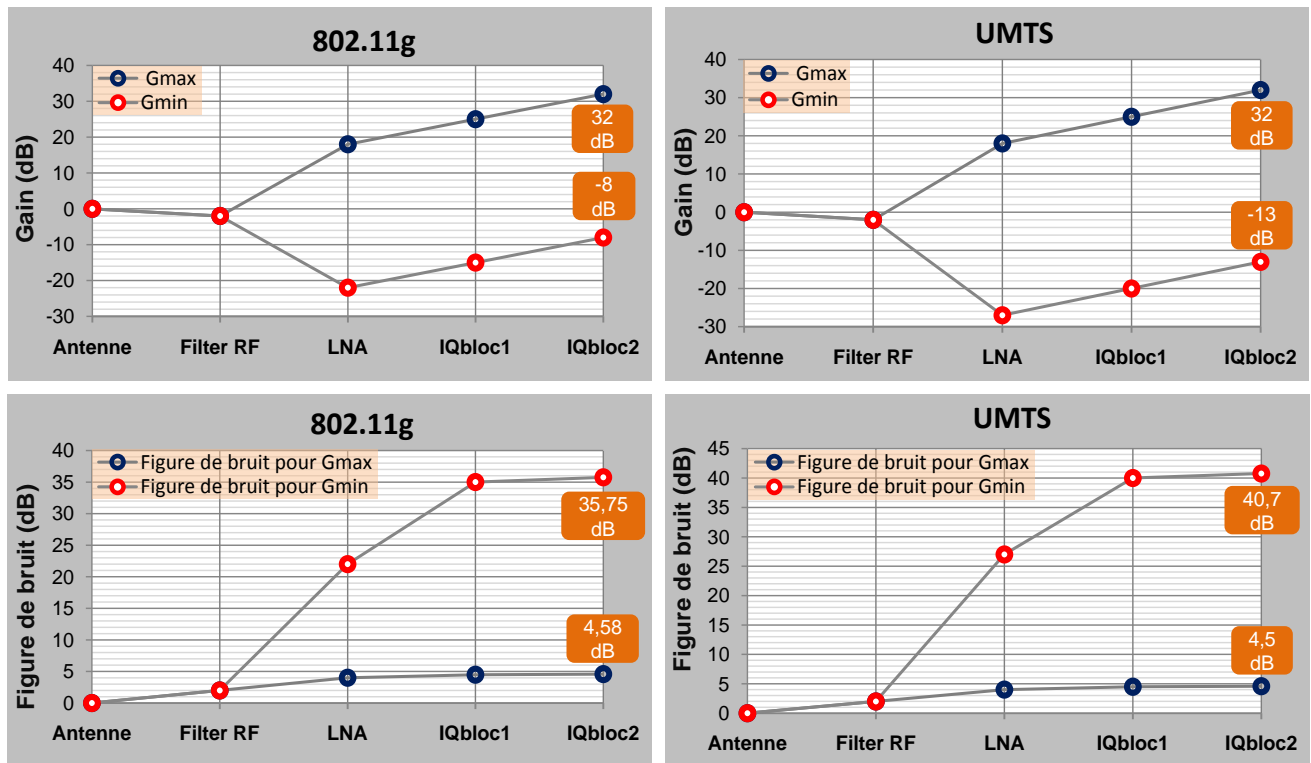 802.11g
Gain (dB)
Gmax
Gmin
40
30
20
10
0
-10
-20
-30
32
dB
-8
dB
Antenne Filter RF LNA IQbloc1 IQbloc2
UMTS
Gain (dB)
Gmax
Gmin
40
30
20
10
0
-10
-20
-30
32
dB
-13
dB
Antenne Filter RF LNA IQbloc1 IQbloc2
802.11g
Figure de bruit (dB)
Figure de bruit pour Gmax
Figure de bruit pour Gmin
40
35
30
25
20
15
10
5
0
35,75
dB
4,58
dB
Antenne Filter RF LNA IQbloc1 IQbloc2
UMTS
Figure de bruit (dB)
Figure de bruit pour Gmax
Figure de bruit pour Gmin
45
40
35
30
25
20
15
10
5
0
40,7
dB
4,5
dB
Antenne Filter RF LNA IQbloc1 IQbloc2